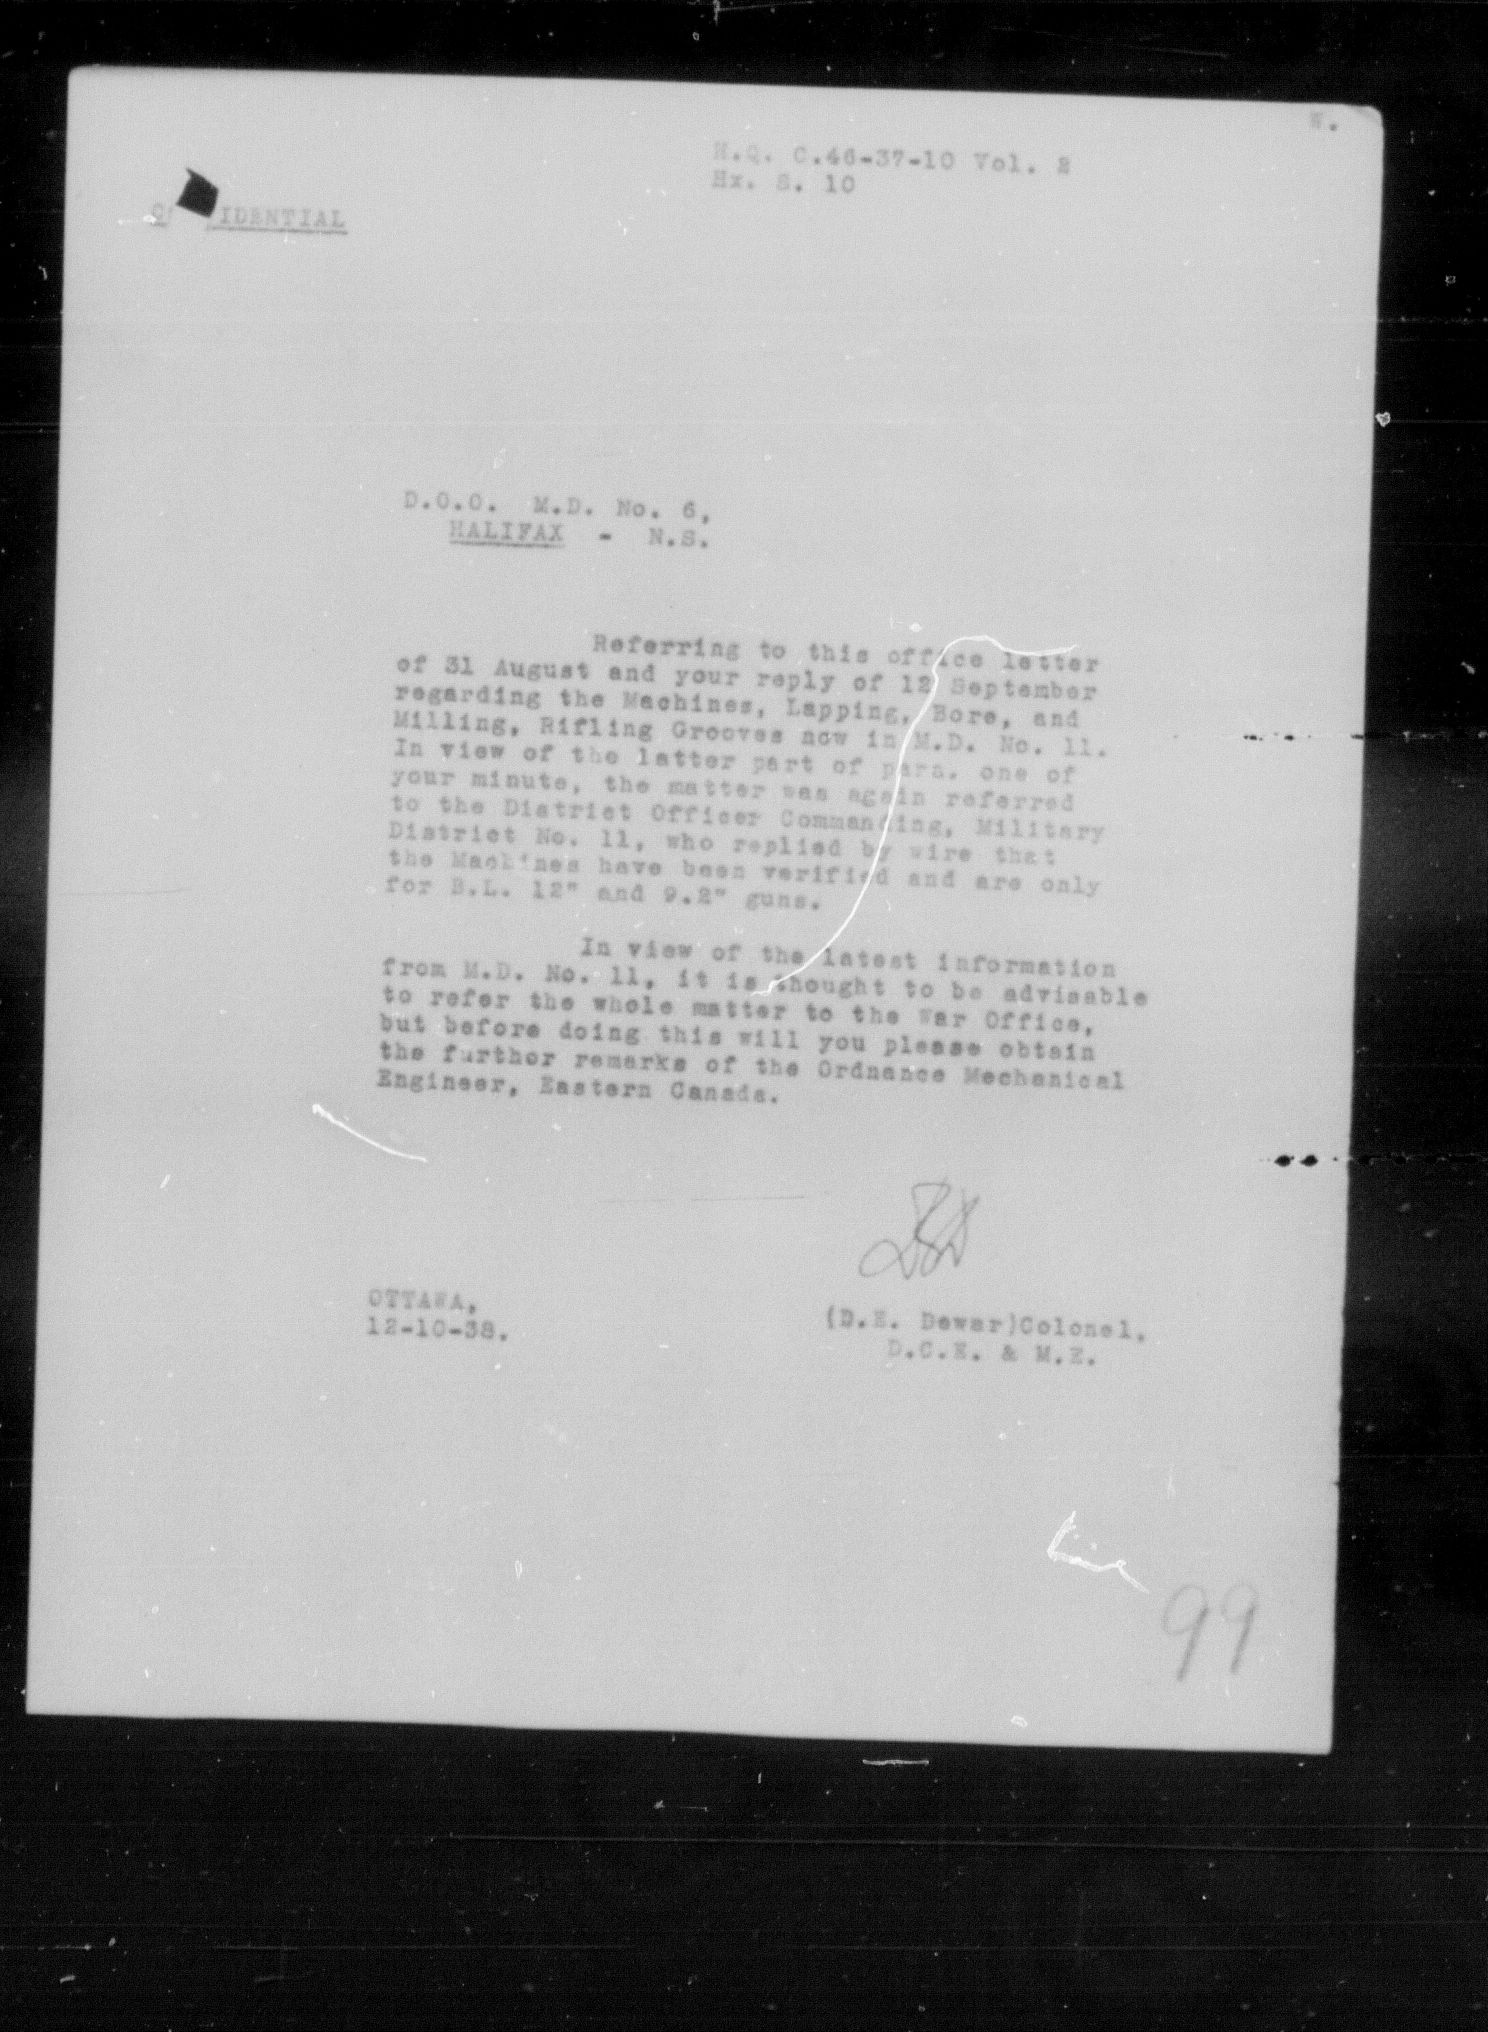 W.
H.Q. C.46-37-10 Vol. 2
Hx. S. 10
CO IDENTIAL
D.O.C. M.D. No. 6,
HALIFAX - N.S.
Referring to this office letter
of 31 August and your reply of 12 September
regarding the Machines, Lapping, Bore, and
Milling, Rifling Grooves now in M.D. No. 11.
In view of the latter part of para. one of
your minute, the matter was again referred
to the District Officer Commanding, Military
District No. 11, who replied by wire that
the Machines have been verified and are only
for B.L. 12" and 9.2" guns.
In view of the latest information
from M.D. No. 11, it is thought to be advisable
to refer the whole matter to the War Office,
but before doing this will you please obtain
the further remarks of the Ordnance Mechanical
Engineer, Eastern Canada.
OTTAWA,
12-10-38.
(D.E. Dewar)Colonel.
D.C.E. & M.E.
99